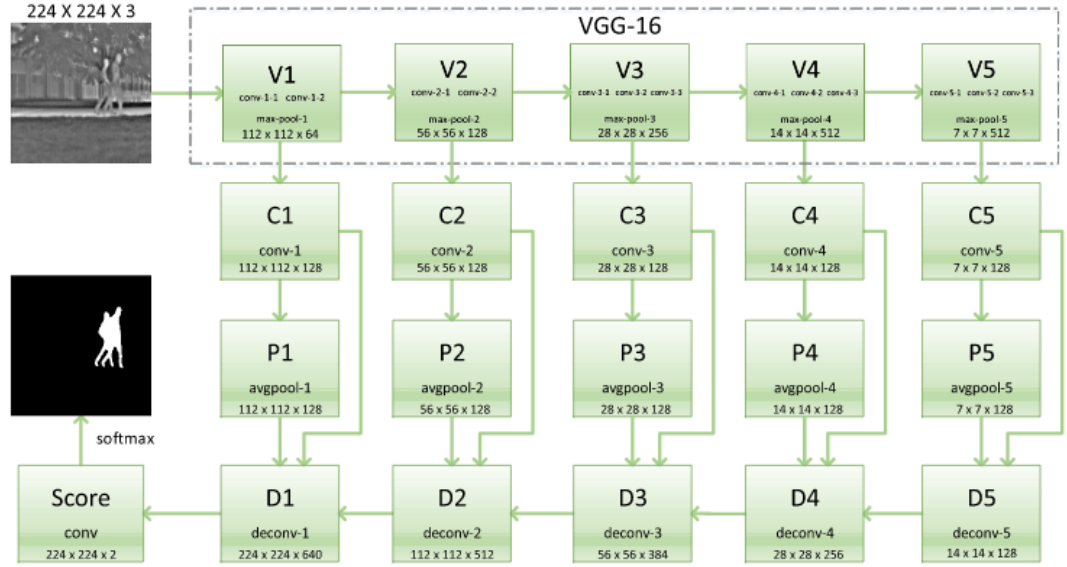 224 X 224 X 3
VGG-16
V1
conv-1-1 conv-1-2
max-pool-1
112 x 112 x 64
V2
conv-2-1 conv-2-2
max-pool-2
56 x 56 x 128
V3
conv-3-1 conv-3-2 conv-3-3
max-pool-3
28 x 28 x 256
V4
conv-4-1 conv-4-2 conv-4-3
max-pool-4
14 x 14 x 512
V5
conv-5-1 conv-5-2 conv-5-3
max-pool-5
7 x 7 x 512
C1
conv-1
112 x 112 x 128
C2
conv-2
56 x 56 x 128
C3
conv-3
28 x 28 x 128
C4
conv-4
14 x 14 x 128
C5
conv-5
7 x 7 x 128
P1
avgpool-1
112 x 112 x 128
P2
avgpool-2
56 x 56 x 128
P3
avgpool-3
28 x 28 x 128
P4
avgpool-4
14 x 14 x 128
P5
avgpool-5
7 x 7 x 128
softmax
Score
conv
224 x 224 x 2
D1
deconv-1
224 x 224 x 640
D2
deconv-2
112 x 112 x 512
D3
deconv-3
56 x 56 x 384
D4
deconv-4
28 x 28 x 256
D5
deconv-5
14 x 14 x 128